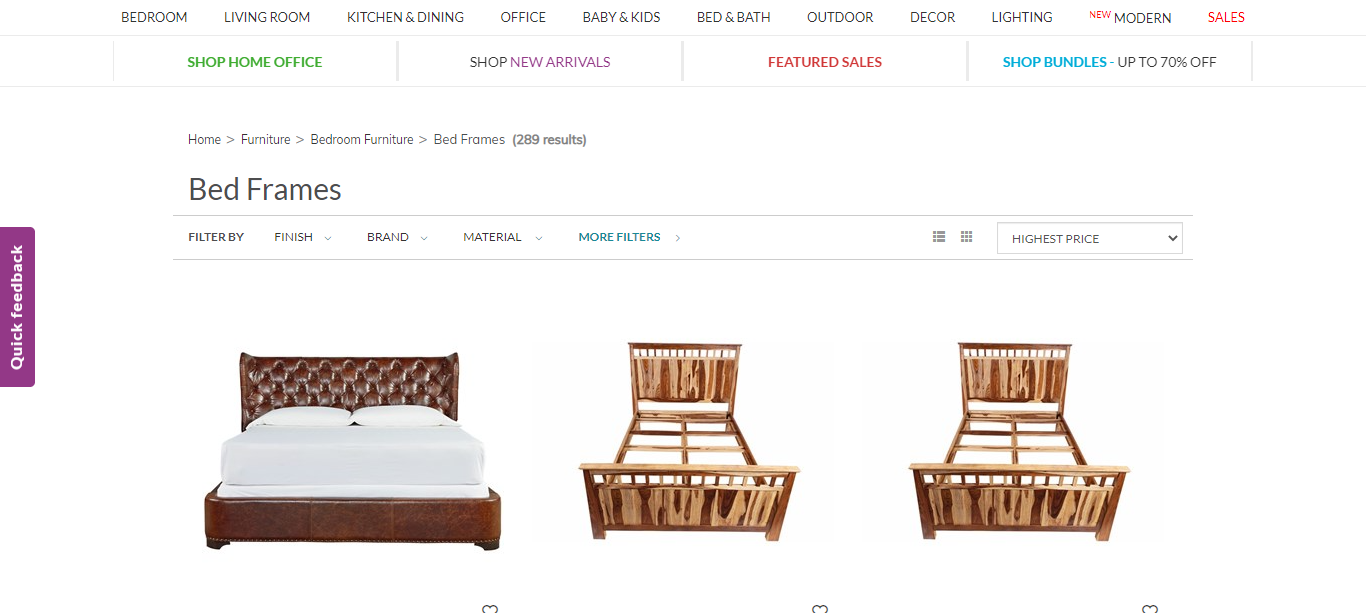 BEDROOM LIVING ROOM KITCHEN & DINING OFFICE BABY & KIDS BED & BATH OUTDOOR DECOR LIGHTING NEW MODERN SALES
SHOP HOME OFFICE SHOP NEW ARRIVALS FEATURED SALES SHOP BUNDLES - UP TO 70% OFF
Home > Furniture > Bedroom Furniture > Bed Frames (289 results)
Bed Frames
FILTER BY FINISH BRAND MATERIAL MORE FILTERS HIGHEST PRICE
Quick feedback